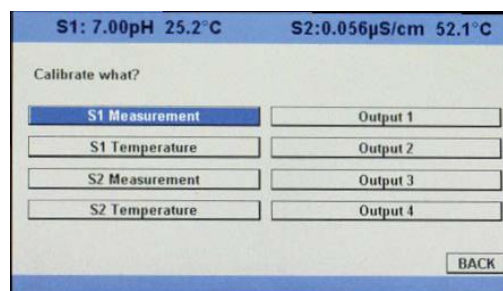 S1: 7.00pH 25.2°C S2:0.056µS/cm 52.1°C
Calibrate what?
S1 Measurement Output 1
S1 Temperature Output 2
S2 Measurement Output 3
S2 Temperature Output 4
BACK